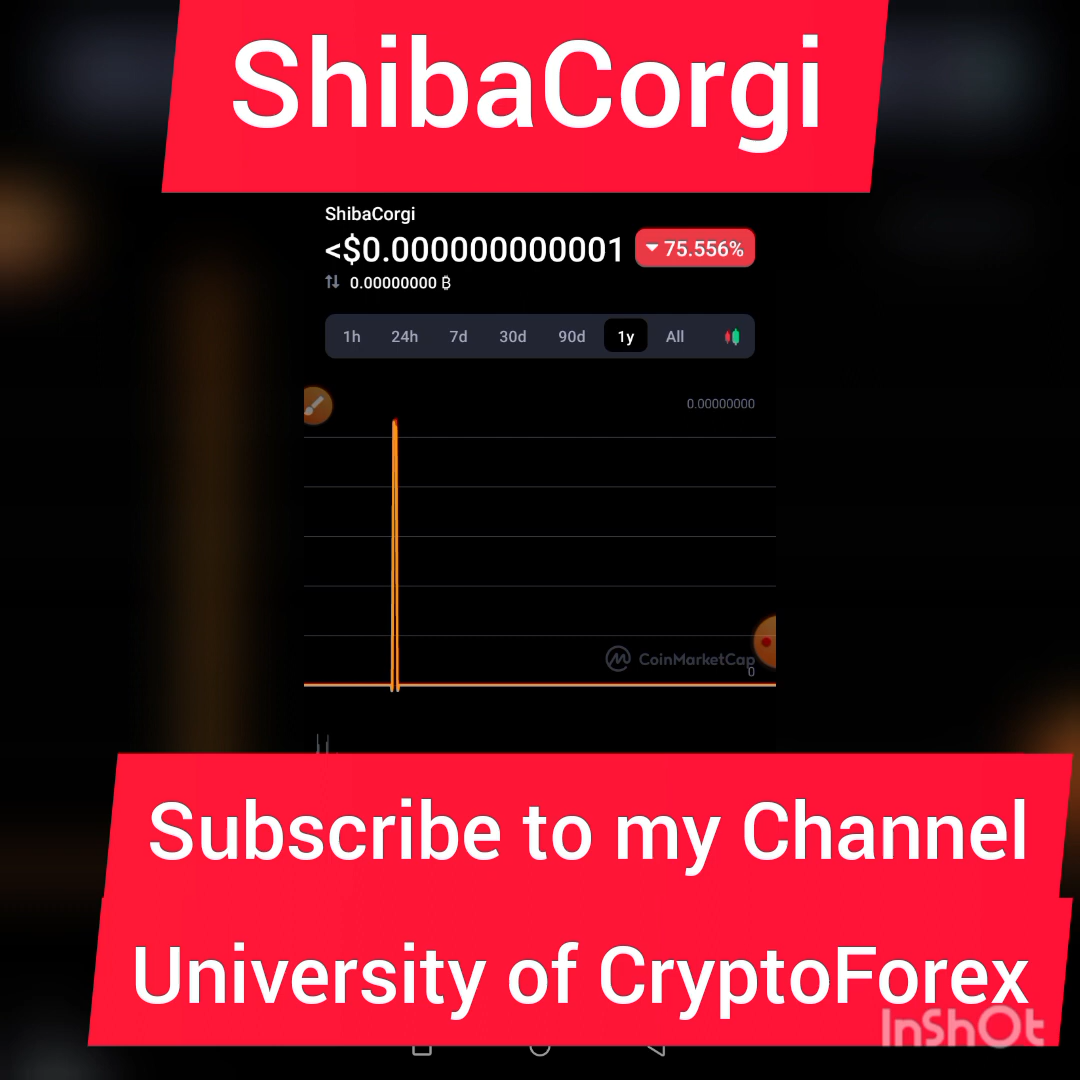 ShibaCorgi
ShibaCorgi
<$0.000000000001 75.556%
0.00000000 ₿
1h 24h 7d 30d 90d 1y All
0.00000000
CoinMarketCap
0
Subscribe to my Channel
University of CryptoForex
InShOt